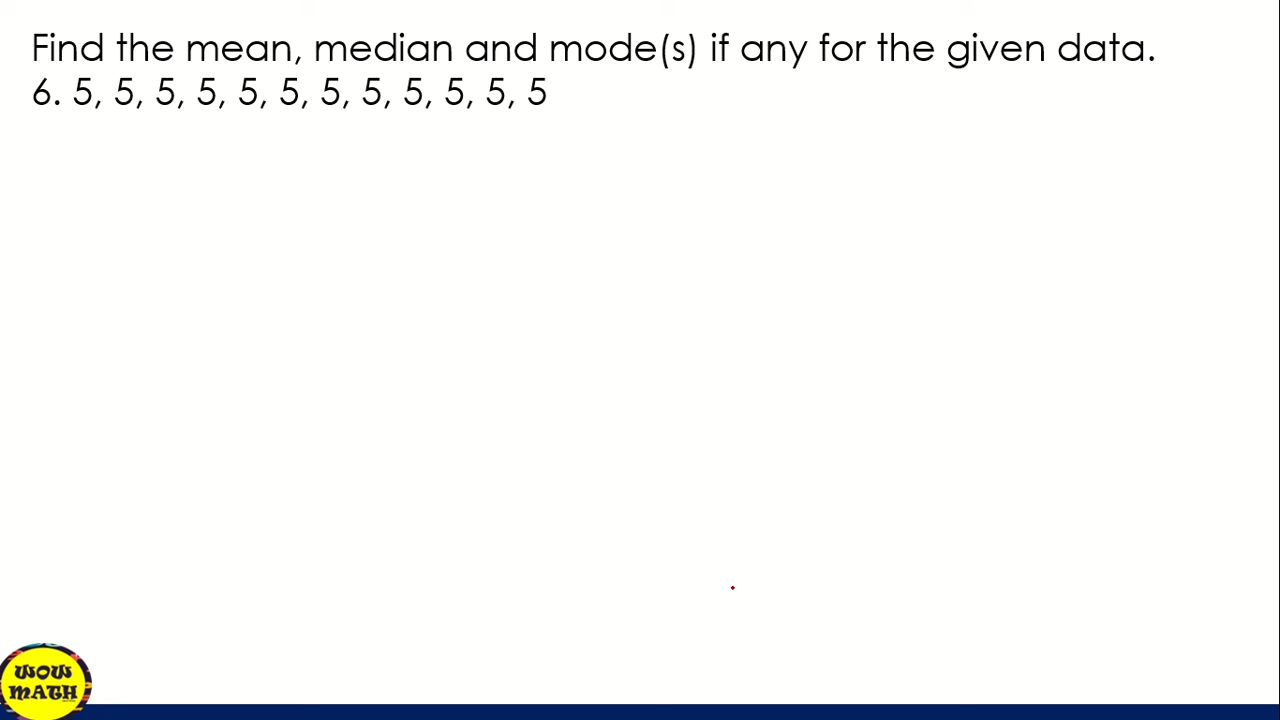 Find the mean, median and mode(s) if any for the given data.
6. 5, 5, 5, 5, 5, 5, 5, 5, 5, 5, 5, 5
WOW
MATH